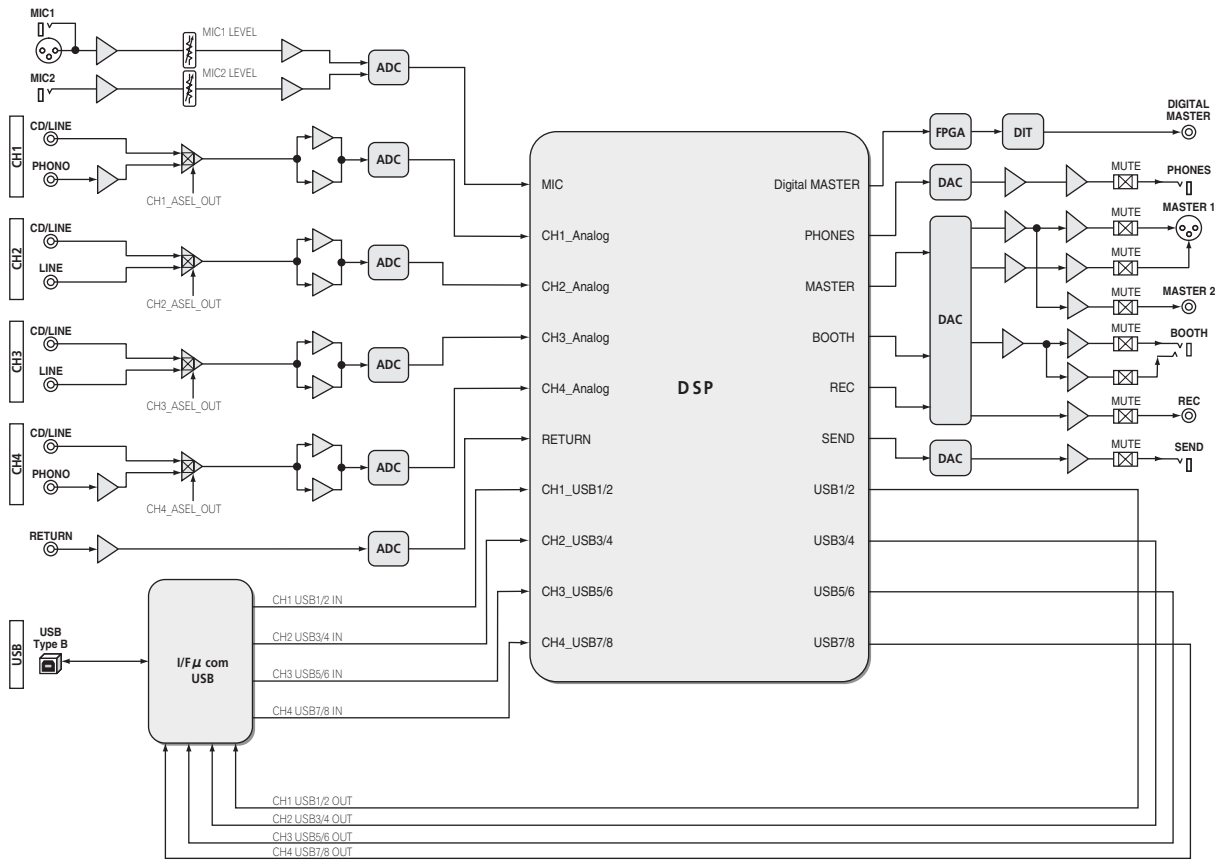 MIC1
MIC1 LEVEL
MIC2
MIC2 LEVEL
ADC
CH1
CD/LINE
PHONO
CH1_ASEL_OUT
ADC
CH2
CD/LINE
LINE
CH2_ASEL_OUT
ADC
CH3
CD/LINE
LINE
CH3_ASEL_OUT
ADC
CH4
CD/LINE
PHONO
CH4_ASEL_OUT
ADC
RETURN
ADC
USB
USB
Type B
I/F μ com
USB
CH1 USB1/2 IN
CH2 USB3/4 IN
CH3 USB5/6 IN
CH4 USB7/8 IN
DSP
MIC
CH1_Analog
CH2_Analog
CH3_Analog
CH4_Analog
RETURN
CH1_USB1/2
CH2_USB3/4
CH3_USB5/6
CH4_USB7/8
Digital MASTER
PHONES
MASTER
BOOTH
REC
SEND
USB1/2
USB3/4
USB5/6
USB7/8
FPGA
DIT
DIGITAL
MASTER
DAC
MUTE
PHONES
DAC
MUTE
MASTER 1
MUTE
MUTE
MASTER 2
MUTE
BOOTH
MUTE
REC
DAC
MUTE
SEND
CH1 USB1/2 OUT
CH2 USB3/4 OUT
CH3 USB5/6 OUT
CH4 USB7/8 OUT